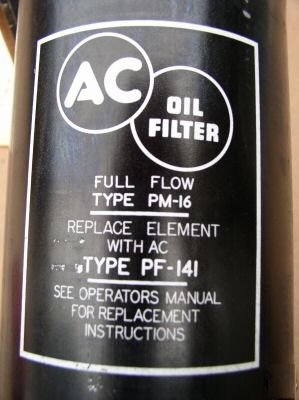 AC
OIL
FILTER
FULL FLOW
TYPE PM-16
REPLACE ELEMENT
WITH AC
TYPE PF-141
SEE OPERATORS MANUAL
FOR REPLACEMENT
INSTRUCTIONS